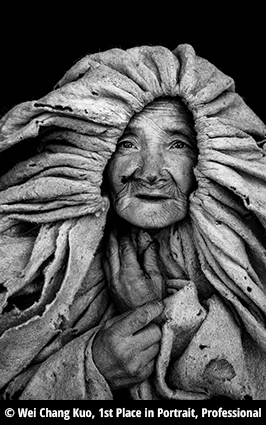 © Wei Chang Kuo, 1st Place in Portrait, Professional